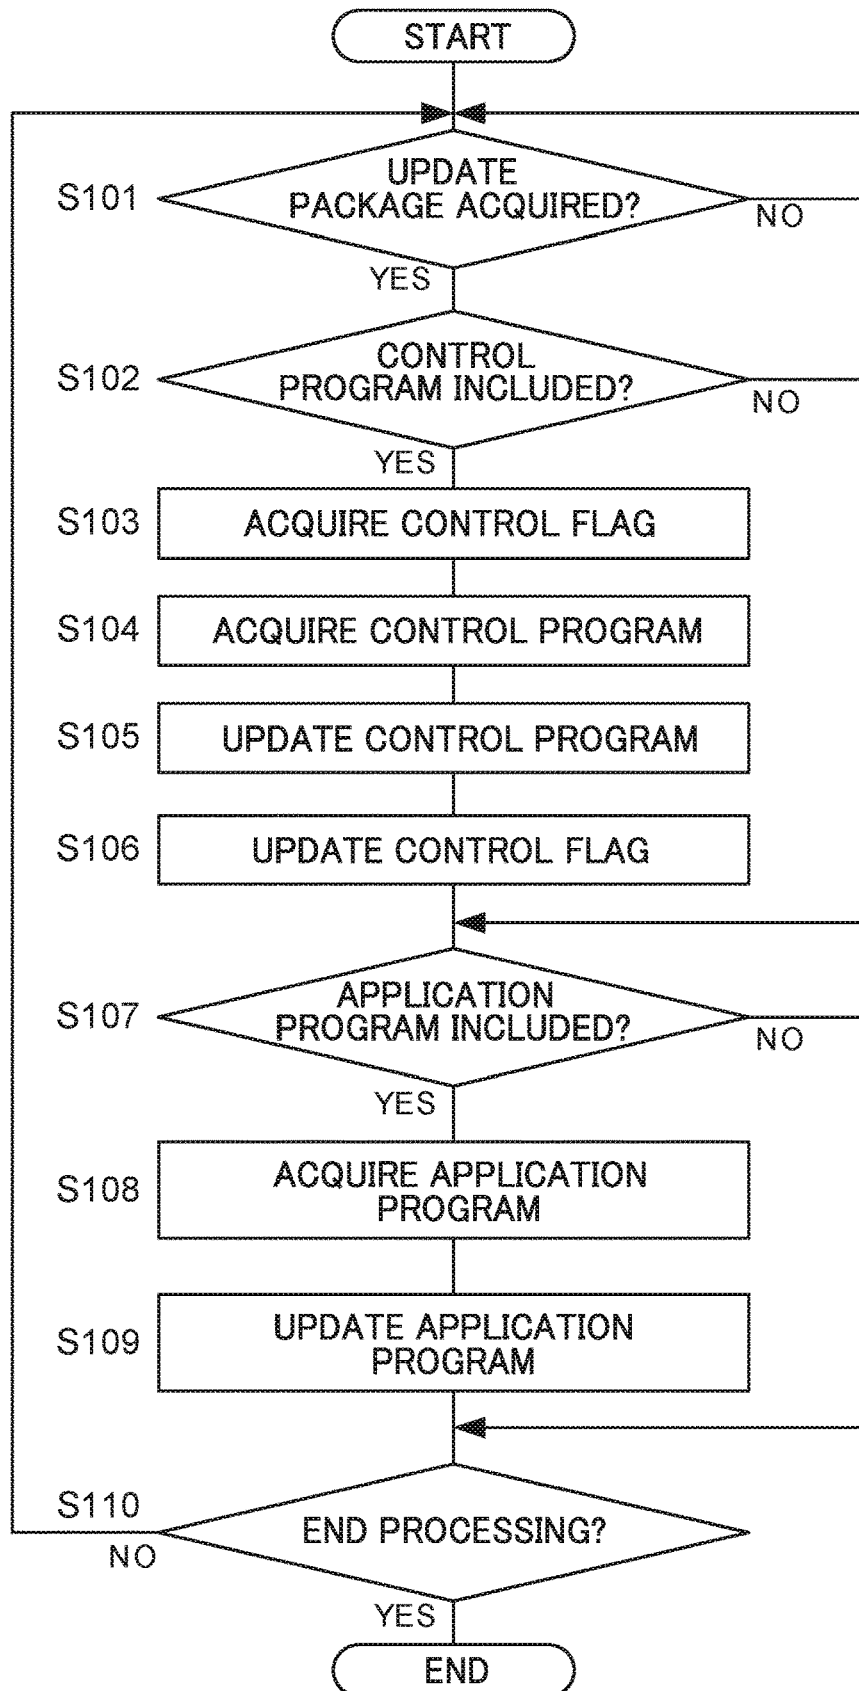 START
S101
UPDATE
PACKAGE ACQUIRED?
NO
YES
S102
CONTROL
PROGRAM INCLUDED?
NO
YES
S103
ACQUIRE CONTROL FLAG
S104
ACQUIRE CONTROL PROGRAM
S105
UPDATE CONTROL PROGRAM
S106
UPDATE CONTROL FLAG
S107
APPLICATION
PROGRAM INCLUDED?
NO
YES
S108
ACQUIRE APPLICATION
PROGRAM
S109
UPDATE APPLICATION
PROGRAM
S110
END PROCESSING?
NO
YES
END